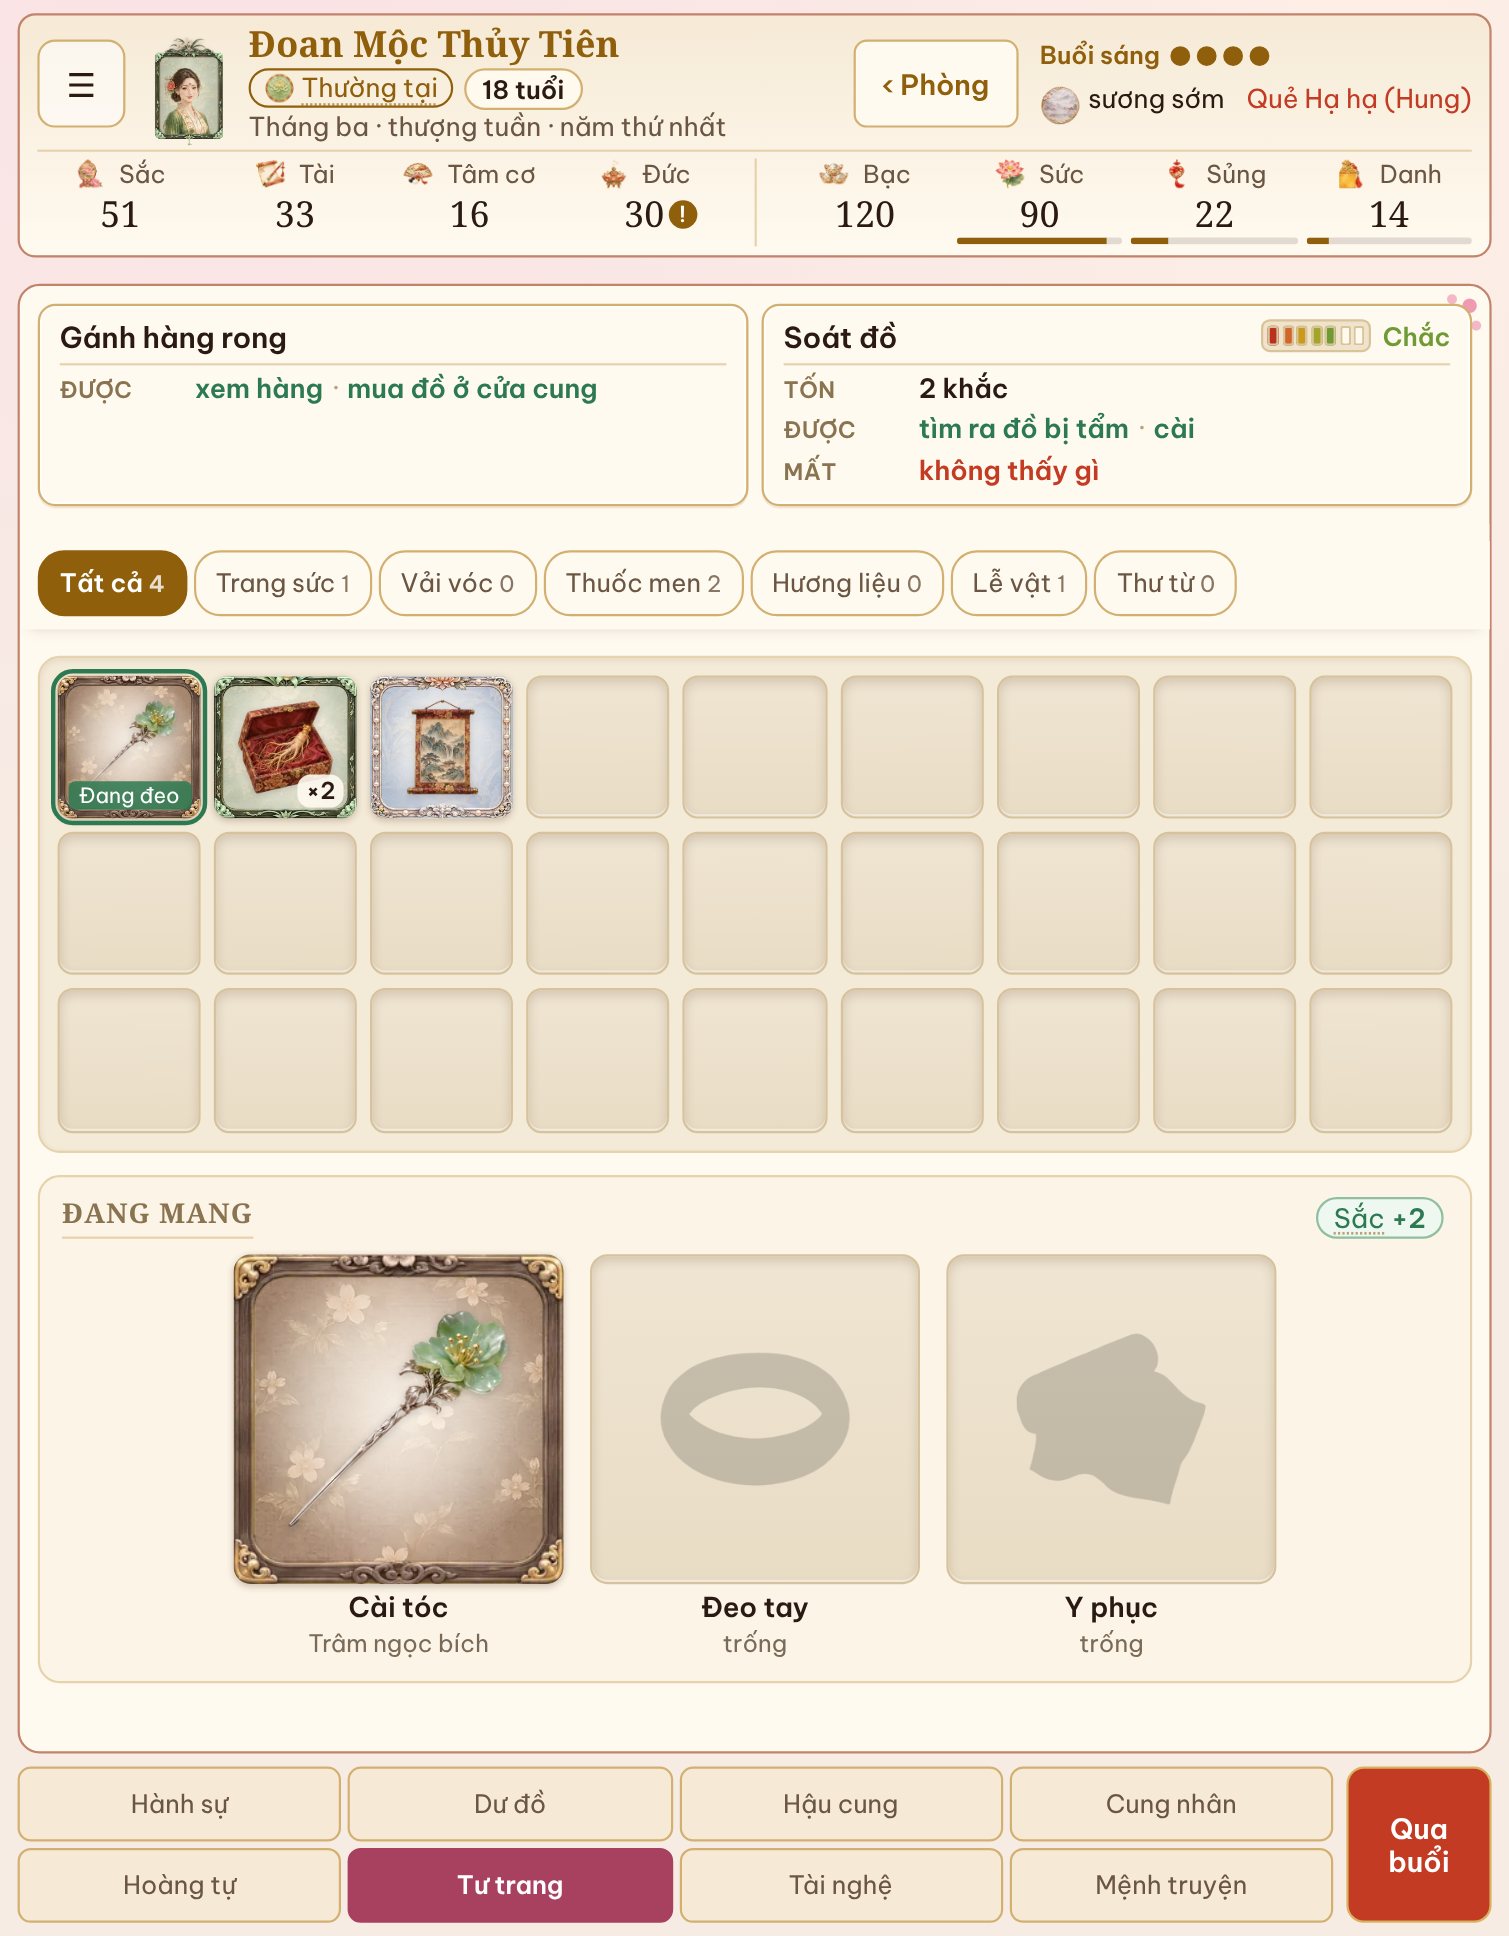 ☰
Đoan Mộc Thủy Tiên
Thường tại
18 tuổi
Tháng ba · thượng tuần · năm thứ nhất
‹ Phòng
Buổi sáng
sương sớm
Quẻ Hạ hạ (Hung)
Sắc
51
Tài
33
Tâm cơ
16
Đức
30 !
Bạc
120
Sức
90
Sủng
22
Danh
14
Gánh hàng rong
ĐƯỢC xem hàng · mua đồ ở cửa cung
Soát đồ
Chắc
TỐN 2 khắc
ĐƯỢC tìm ra đồ bị tẩm · cài
MẤT không thấy gì
Tất cả 4
Trang sức 1
Vải vóc 0
Thuốc men 2
Hương liệu 0
Lễ vật 1
Thư từ 0
Đang đeo
×2
ĐANG MANG
Sắc +2
Cài tóc
Trâm ngọc bích
Đeo tay
trống
Y phục
trống
Hành sự
Dư đồ
Hậu cung
Cung nhân
Hoàng tự
Tư trang
Tài nghệ
Mệnh truyện
Qua
buổi